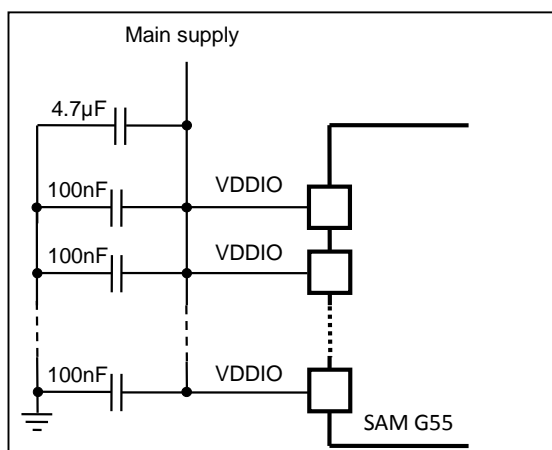 Main supply
4.7µF
100nF
VDDIO
100nF
VDDIO
100nF
VDDIO
SAM G55